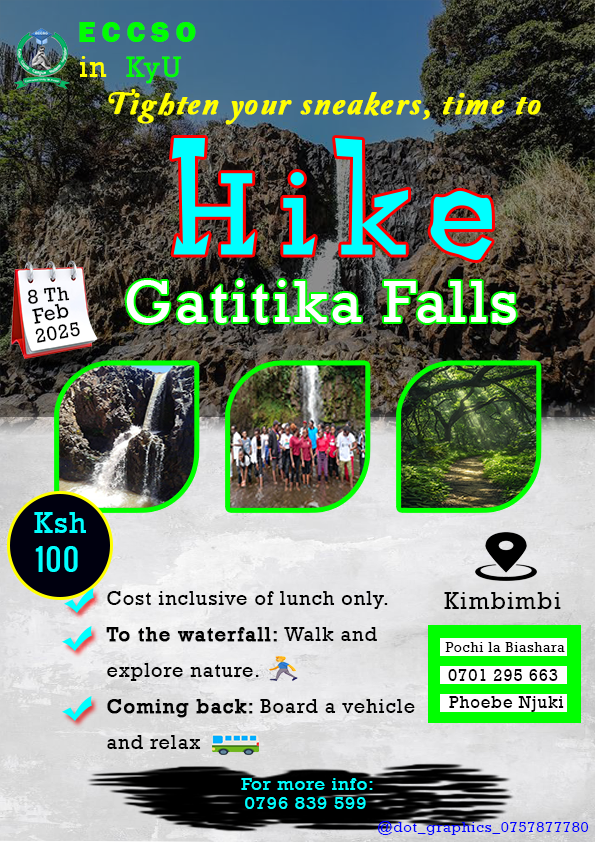 ECCSO
in KyU
Tighten your sneakers, time to
Hike
Gatitika Falls
8 Th
Feb
2025
Ksh
100
Cost inclusive of lunch only.
To the waterfall: Walk and
explore nature.
Coming back: Board a vehicle
and relax
Kimbimbi
Pochi la Biashara
0701 295 663
Phoebe Njuki
For more info:
0796 839 599
@dot_graphics_0757877780